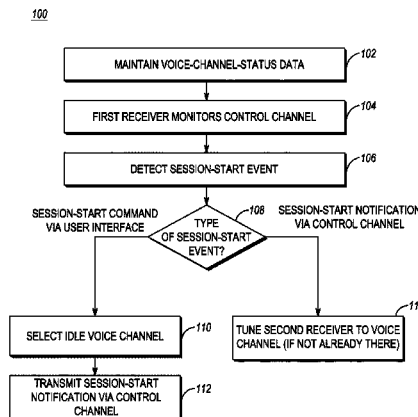 100
MAINTAIN VOICE-CHANNEL-STATUS DATA
102
FIRST RECEIVER MONITORS CONTROL CHANNEL
104
DETECT SESSION-START EVENT
106
SESSION-START COMMAND
VIA USER INTERFACE
TYPE
OF SESSION-START
EVENT?
108
SESSION-START NOTIFICATION
VIA CONTROL CHANNEL
SELECT IDLE VOICE CHANNEL
110
TUNE SECOND RECEIVER TO VOICE
CHANNEL (IF NOT ALREADY THERE)
TRANSMIT SESSION-START
NOTIFICATION VIA CONTROL
CHANNEL
112